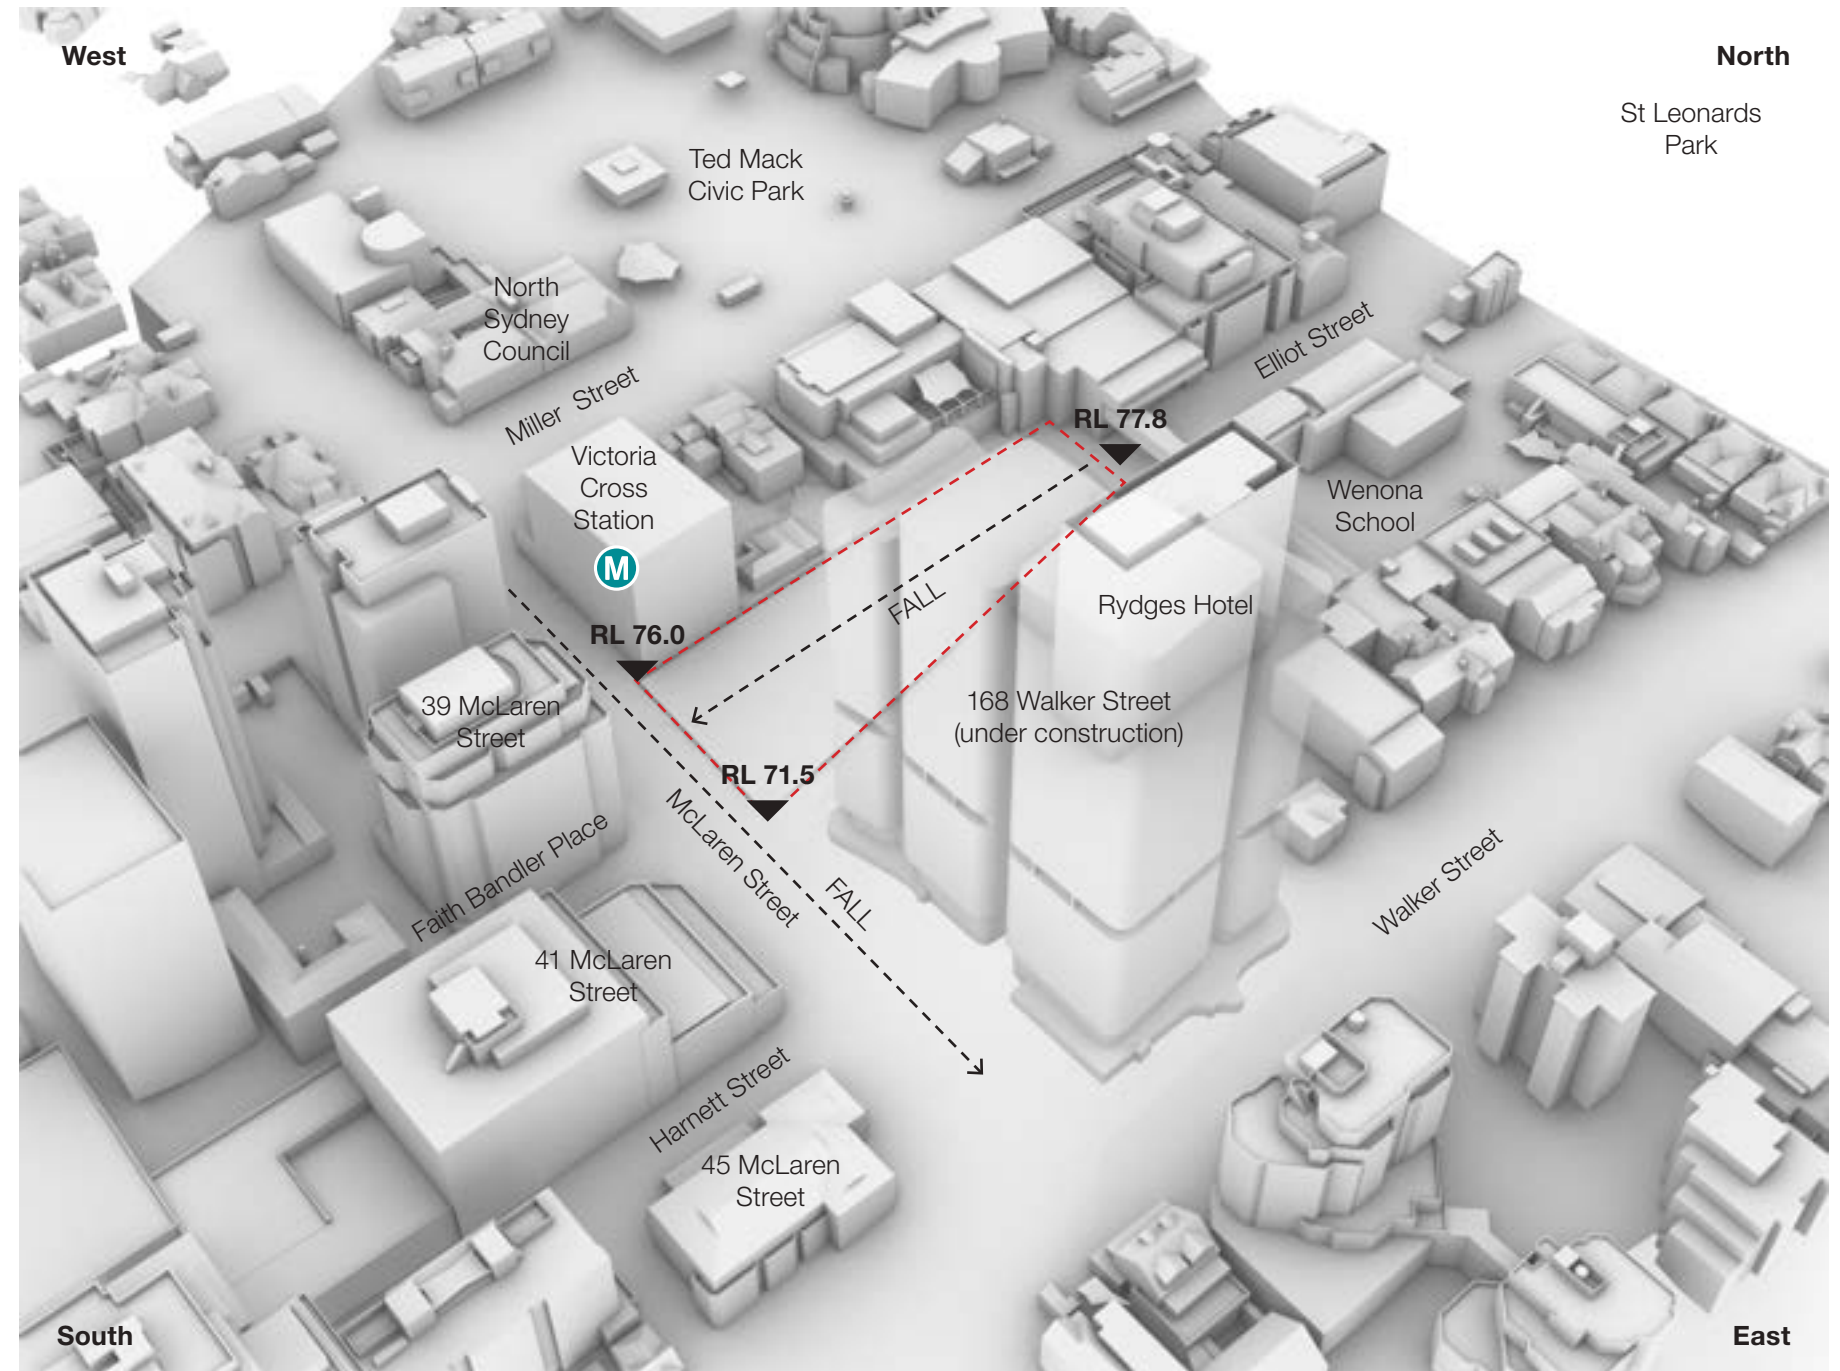 West
North
St Leonards
Park
Ted Mack
Civic Park
North
Sydney
Council
Elliot Street
Miller Street
RL 77.8
Victoria
Cross
Station
M
Wenona
School
FALL
Rydges Hotel
RL 76.0
39 McLaren
Street
168 Walker Street
(under construction)
RL 71.5
McLaren Street
Faith Bandler Place
FALL
Walker Street
41 McLaren
Street
Harnett Street
45 McLaren
Street
South
East